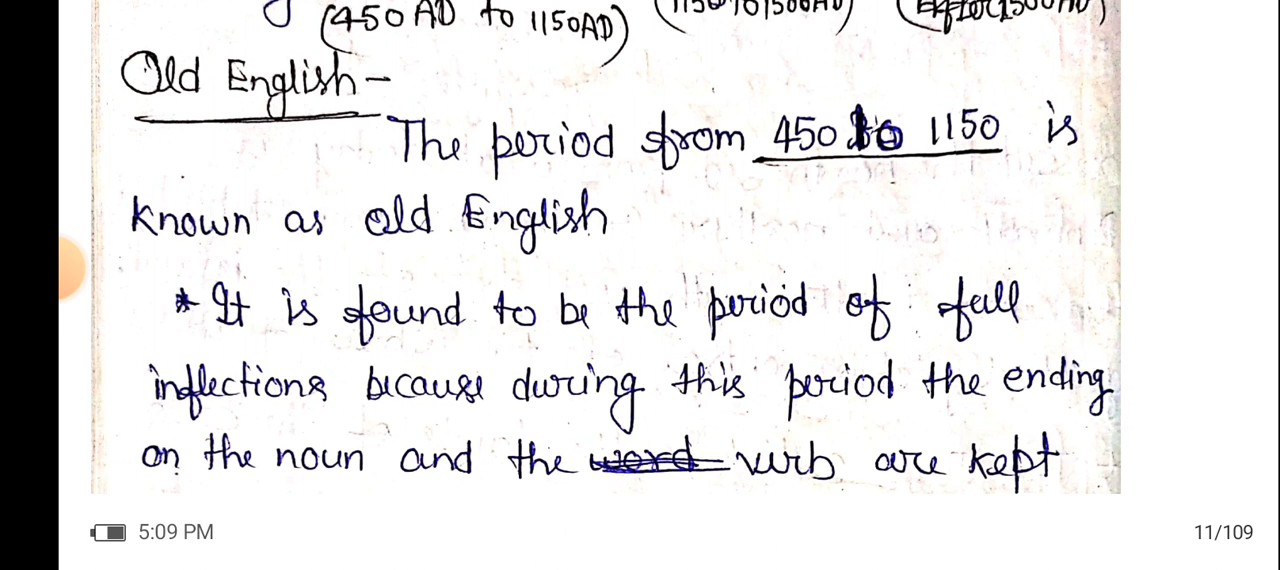 (450 AD to 1150AD)
Old English-
The period from 450 to 1150 is
known as old English
* It is found to be the period of full
inflections because during this period the ending
on the noun and the verb are kept
5:09 PM
11/109